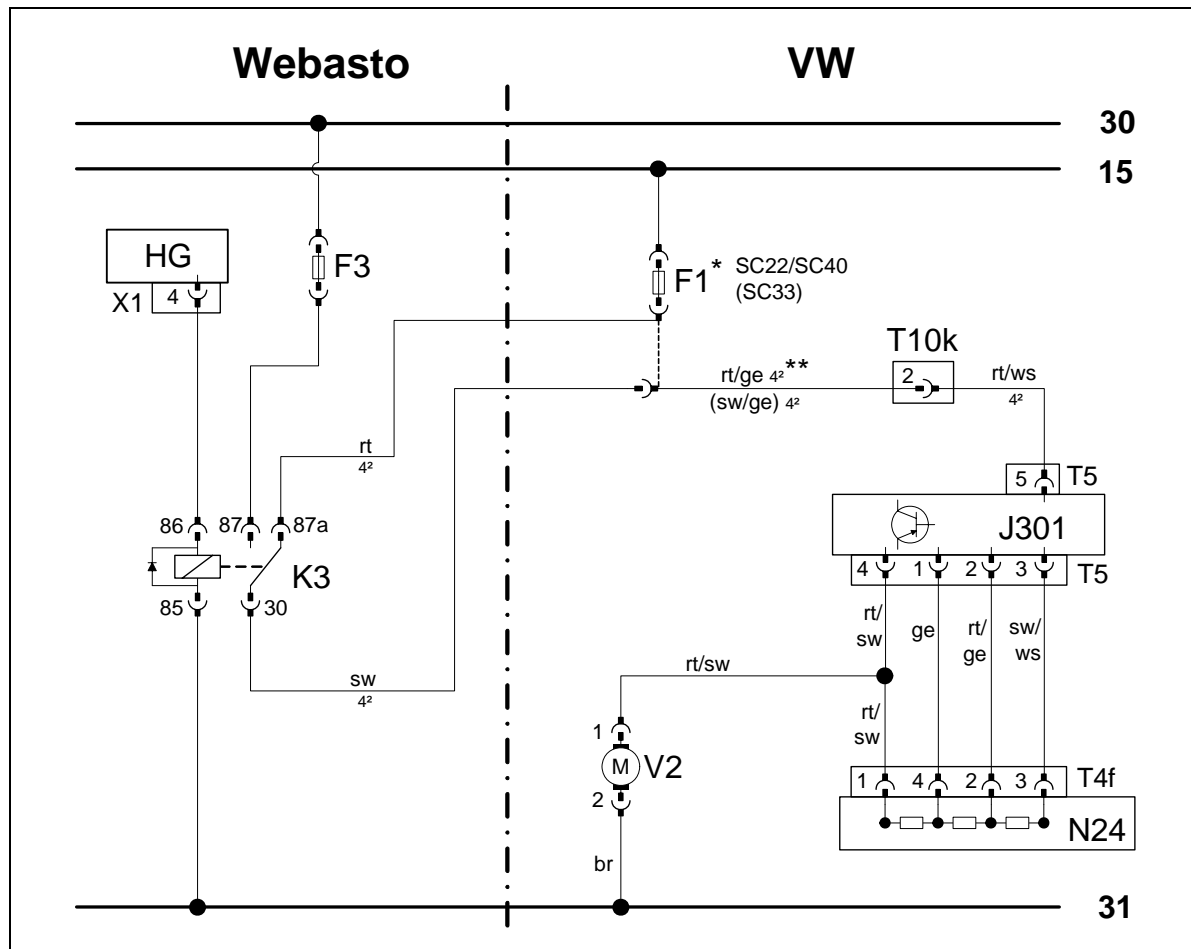 Webasto VW
30
15
HG
X1 4
F3
F1* SC22/SC40
(SC33)
T10k
2
rt/ge 4²**
(sw/ge) 4²
rt/ws
4²
rt
4²
5 T5
J301
86 87 87a
K3
85 30
4 1 2 3 T5
rt/
sw
ge
rt/
ge
sw/
ws
sw
4²
rt/sw
rt/
sw
1
M V2
2
1 4 2 3 T4f
N24
br
31